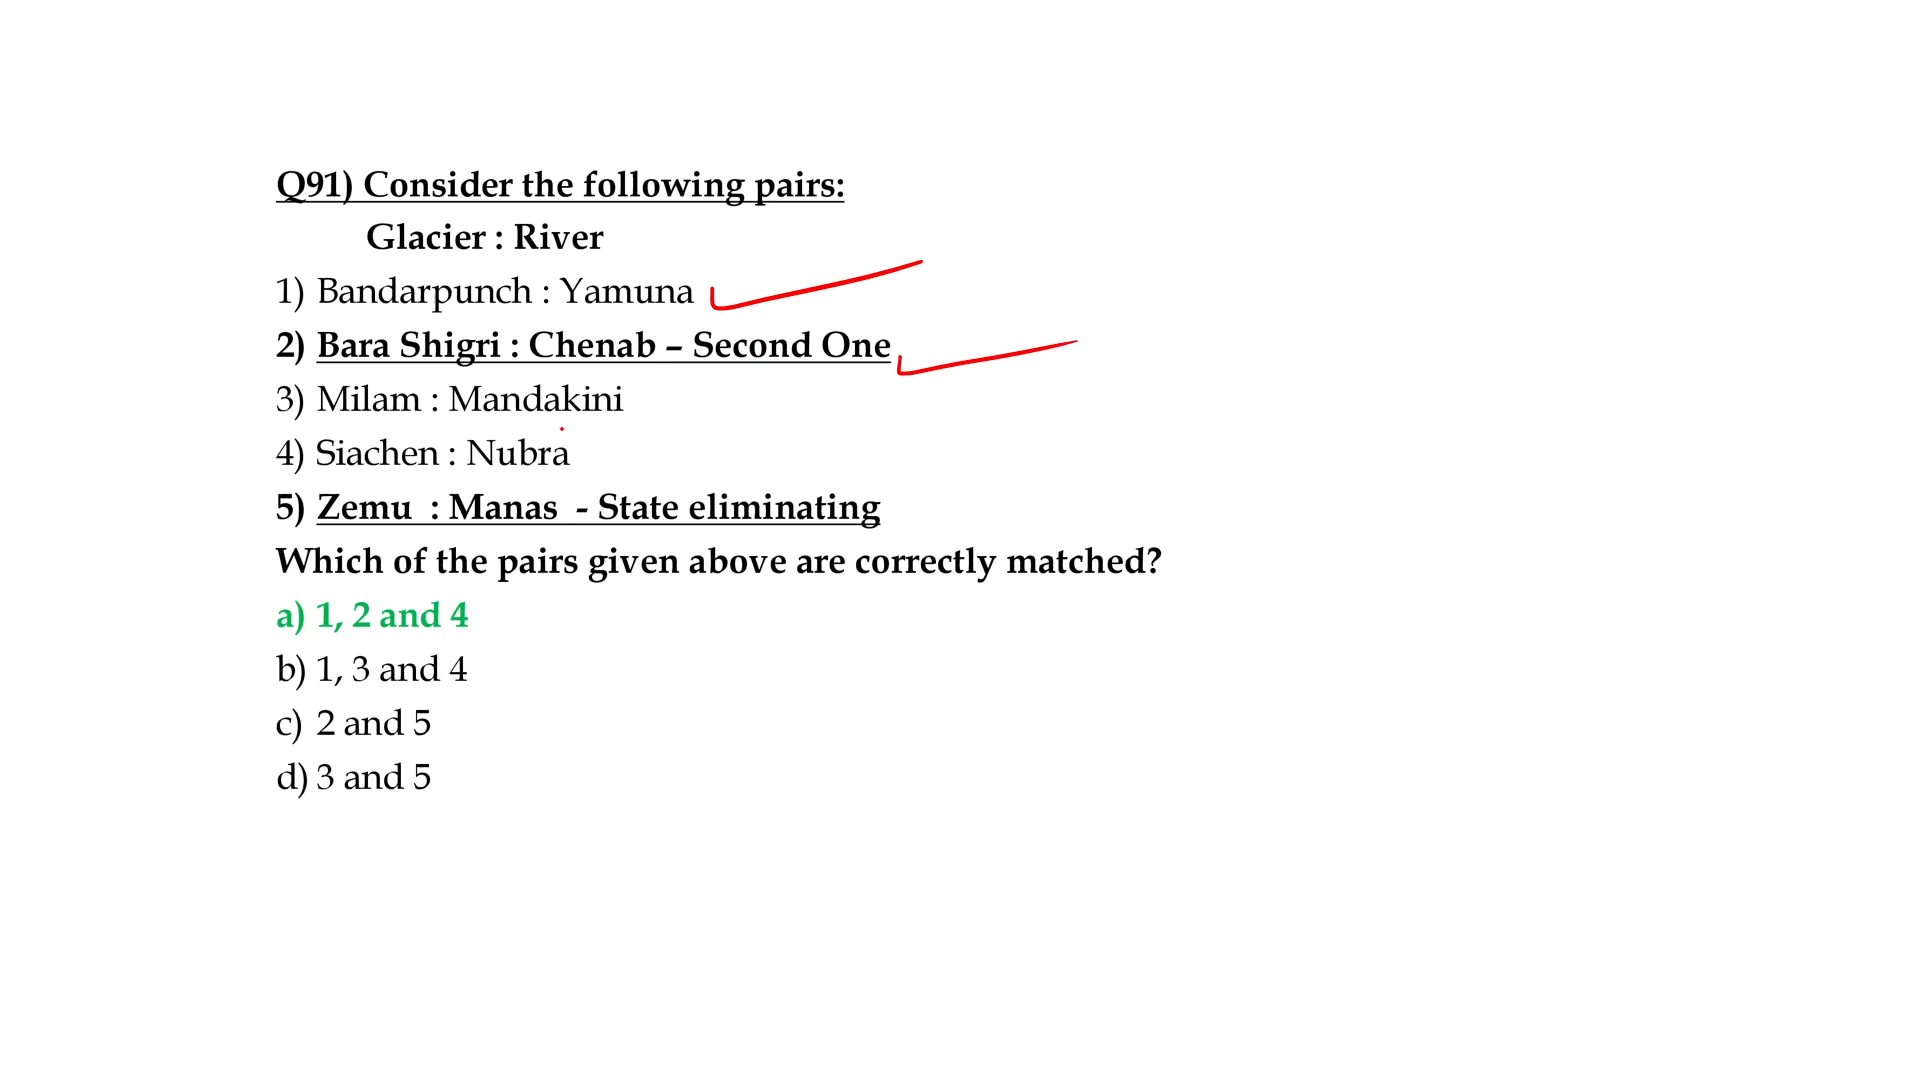 Q91) Consider the following pairs:
Glacier : River
1) Bandarpunch : Yamuna
2) Bara Shigri : Chenab – Second One
3) Milam : Mandakini
4) Siachen : Nubra
5) Zemu : Manas - State eliminating
Which of the pairs given above are correctly matched?
a) 1, 2 and 4
b) 1, 3 and 4
c) 2 and 5
d) 3 and 5